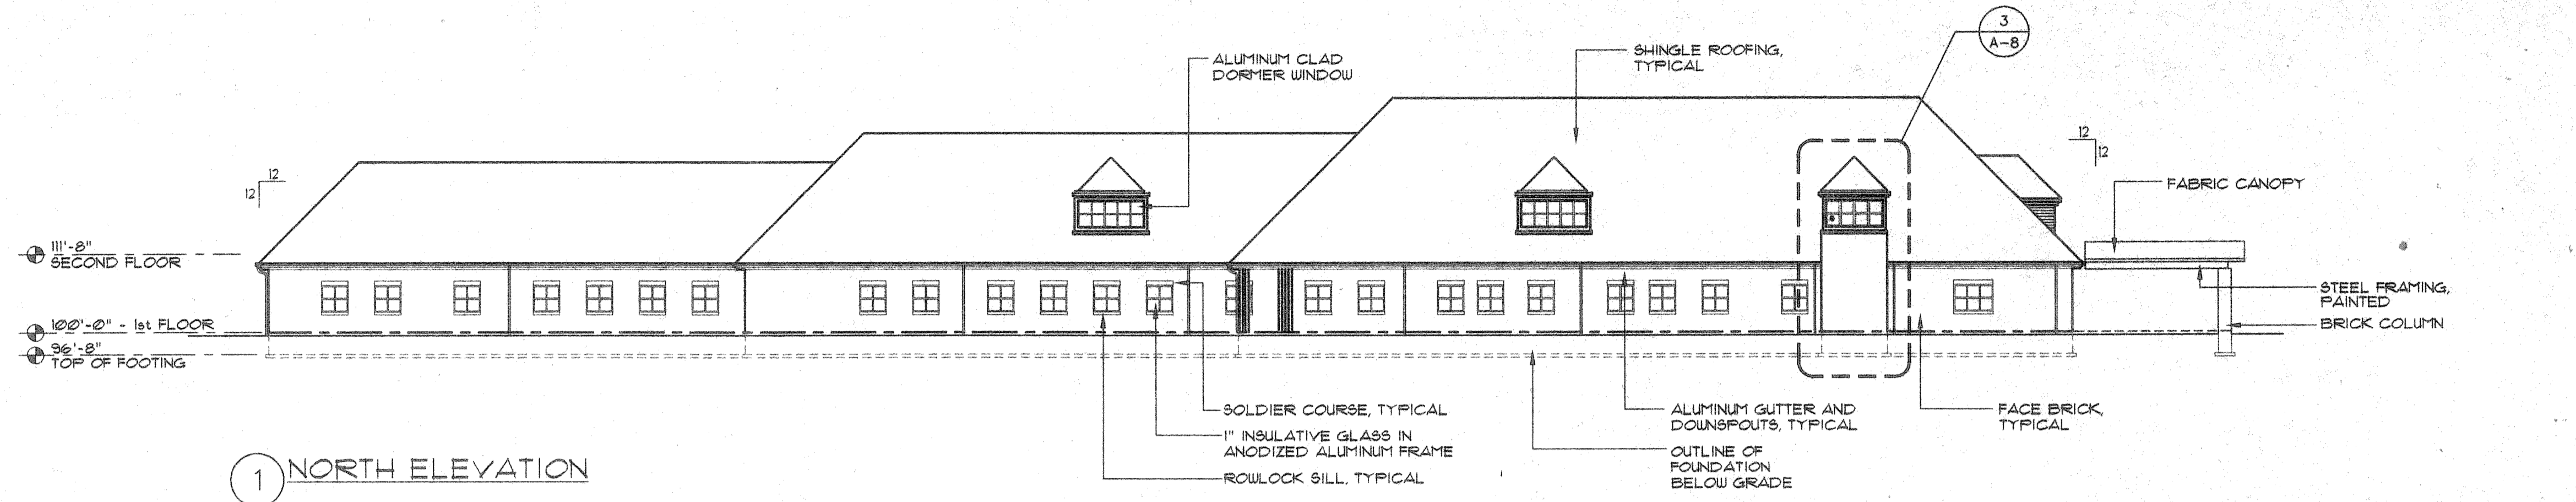 3
A-8
ALUMINUM CLAD
DORMER WINDOW
SHINGLE ROOFING,
TYPICAL
12
12
12
12
FABRIC CANOPY
111'-8"
SECOND FLOOR
STEEL FRAMING,
PAINTED
BRICK COLUMN
100'-0" - 1st FLOOR
96'-8"
TOP OF FOOTING
SOLDIER COURSE, TYPICAL
1" INSULATIVE GLASS IN
ANODIZED ALUMINUM FRAME
ROWLOCK SILL, TYPICAL
ALUMINUM GUTTER AND
DOWNSPOUTS, TYPICAL
OUTLINE OF
FOUNDATION
BELOW GRADE
FACE BRICK,
TYPICAL
1 NORTH ELEVATION